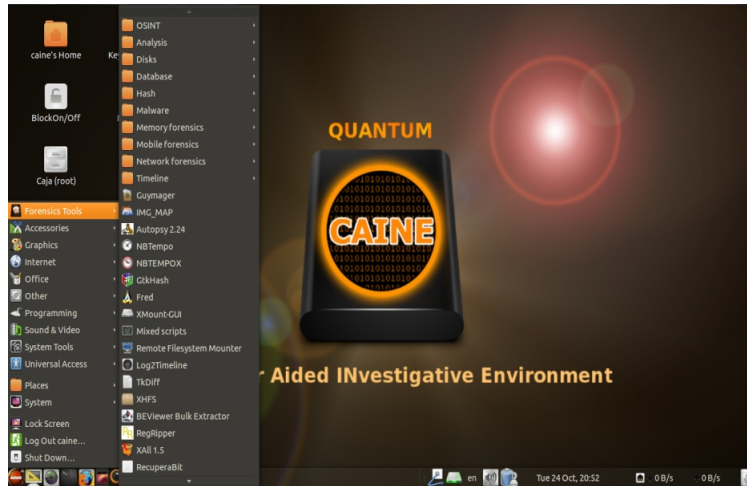 caine's Home
Ke
BlockOn/Off
Caja (root)
Forensics Tools
Accessories
Graphics
Internet
Office
Other
Programming
Sound & Video
System Tools
Universal Access
Places
System
Lock Screen
Log Out caine...
Shut Down...
OSINT
Analysis
Disks
Database
Hash
Malware
Memory forensics
Mobile forensics
Network forensics
Timeline
Guymager
IMG_MAP
Autopsy 2.24
NBTempo
NBTEMPOX
GtkHash
Fred
XMount-GUI
Mixed scripts
Remote Filesystem Mounter
Log2Timeline
TkDiff
XHFS
BEViewer Bulk Extractor
RegRipper
XAll 1.5
RecuperaBit
QUANTUM
CAINE
r Aided INvestigative Environment
en
Tue 24 Oct, 20:52
0 B/s
0 B/s